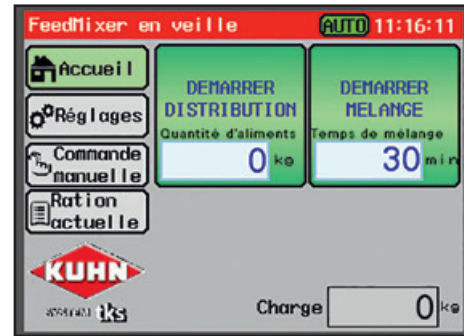 FeedMixer en veille AUTO 11:16:11
Accueil
Réglages
Commande
manuelle
Ration
actuelle
DEMARRER
DISTRIBUTION
Quantité d'aliments
0 kg
DEMARRER
MELANGE
Temps de mélange
30 min
KUHN
SYSTEM tks
Charge 0 kg